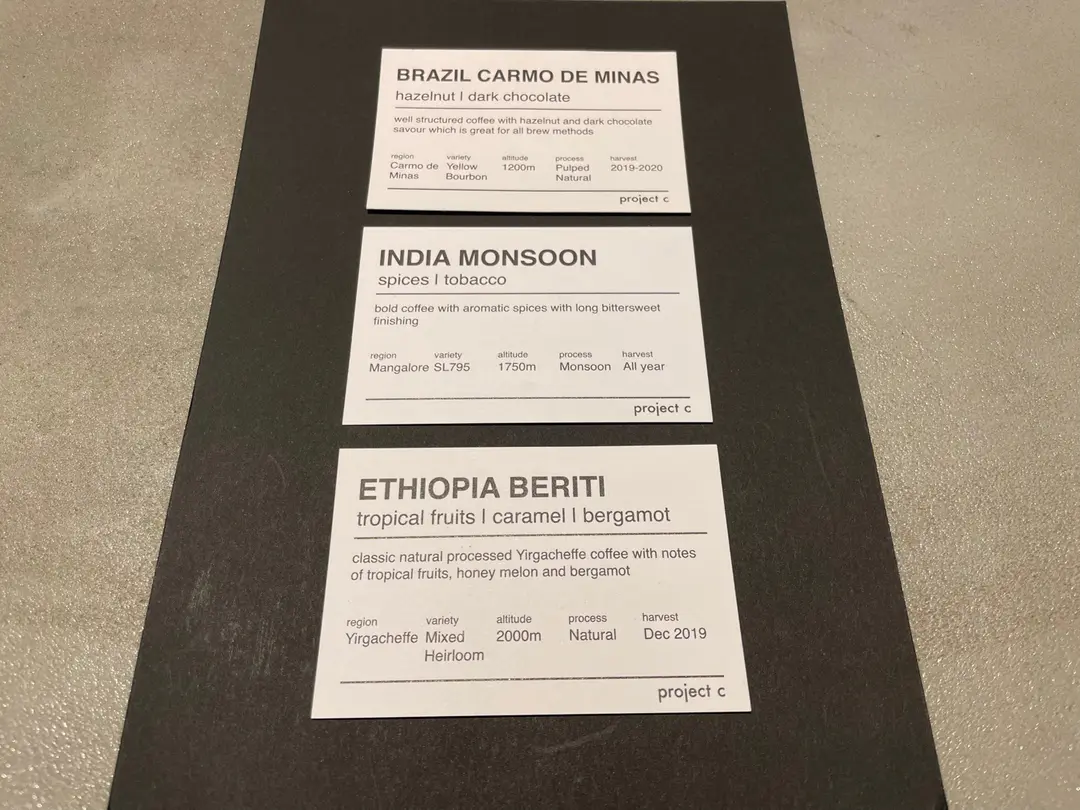 BRAZIL CARMO DE MINAS
hazelnut | dark chocolate
well structured coffee with hazelnut and dark chocolate
savour which is great for all brew methods
region variety altitude process harvest
Carmo de Yellow 1200m Pulped 2019-2020
Minas Bourbon Natural
project c
INDIA MONSOON
spices | tobacco
bold coffee with aromatic spices with long bittersweet
finishing
region variety altitude process harvest
Mangalore SL795 1750m Monsoon All year
project c
ETHIOPIA BERITI
tropical fruits | caramel | bergamot
classic natural processed Yirgacheffe coffee with notes
of tropical fruits, honey melon and bergamot
region variety altitude process harvest
Yirgacheffe Mixed 2000m Natural Dec 2019
Heirloom
project c